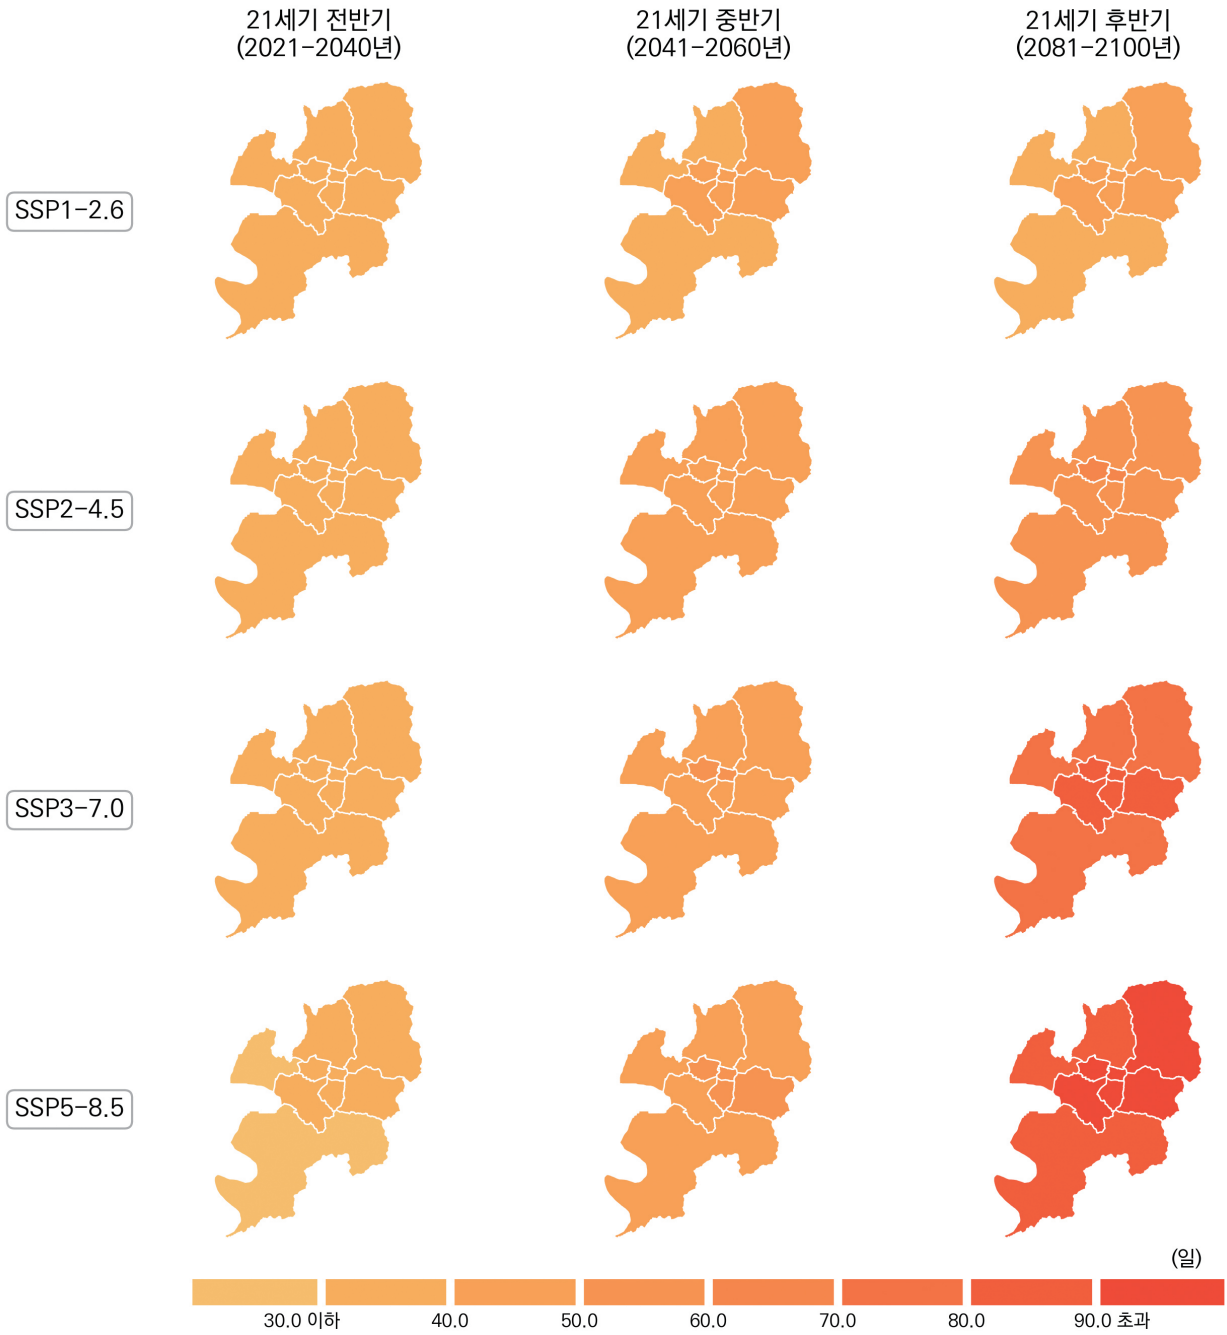 21세기 전반기
(2021-2040년)
21세기 중반기
(2041-2060년)
21세기 후반기
(2081-2100년)
SSP1-2.6
SSP2-4.5
SSP3-7.0
SSP5-8.5
(일)
30.0 이하
40.0
50.0
60.0
70.0
80.0
90.0 초과